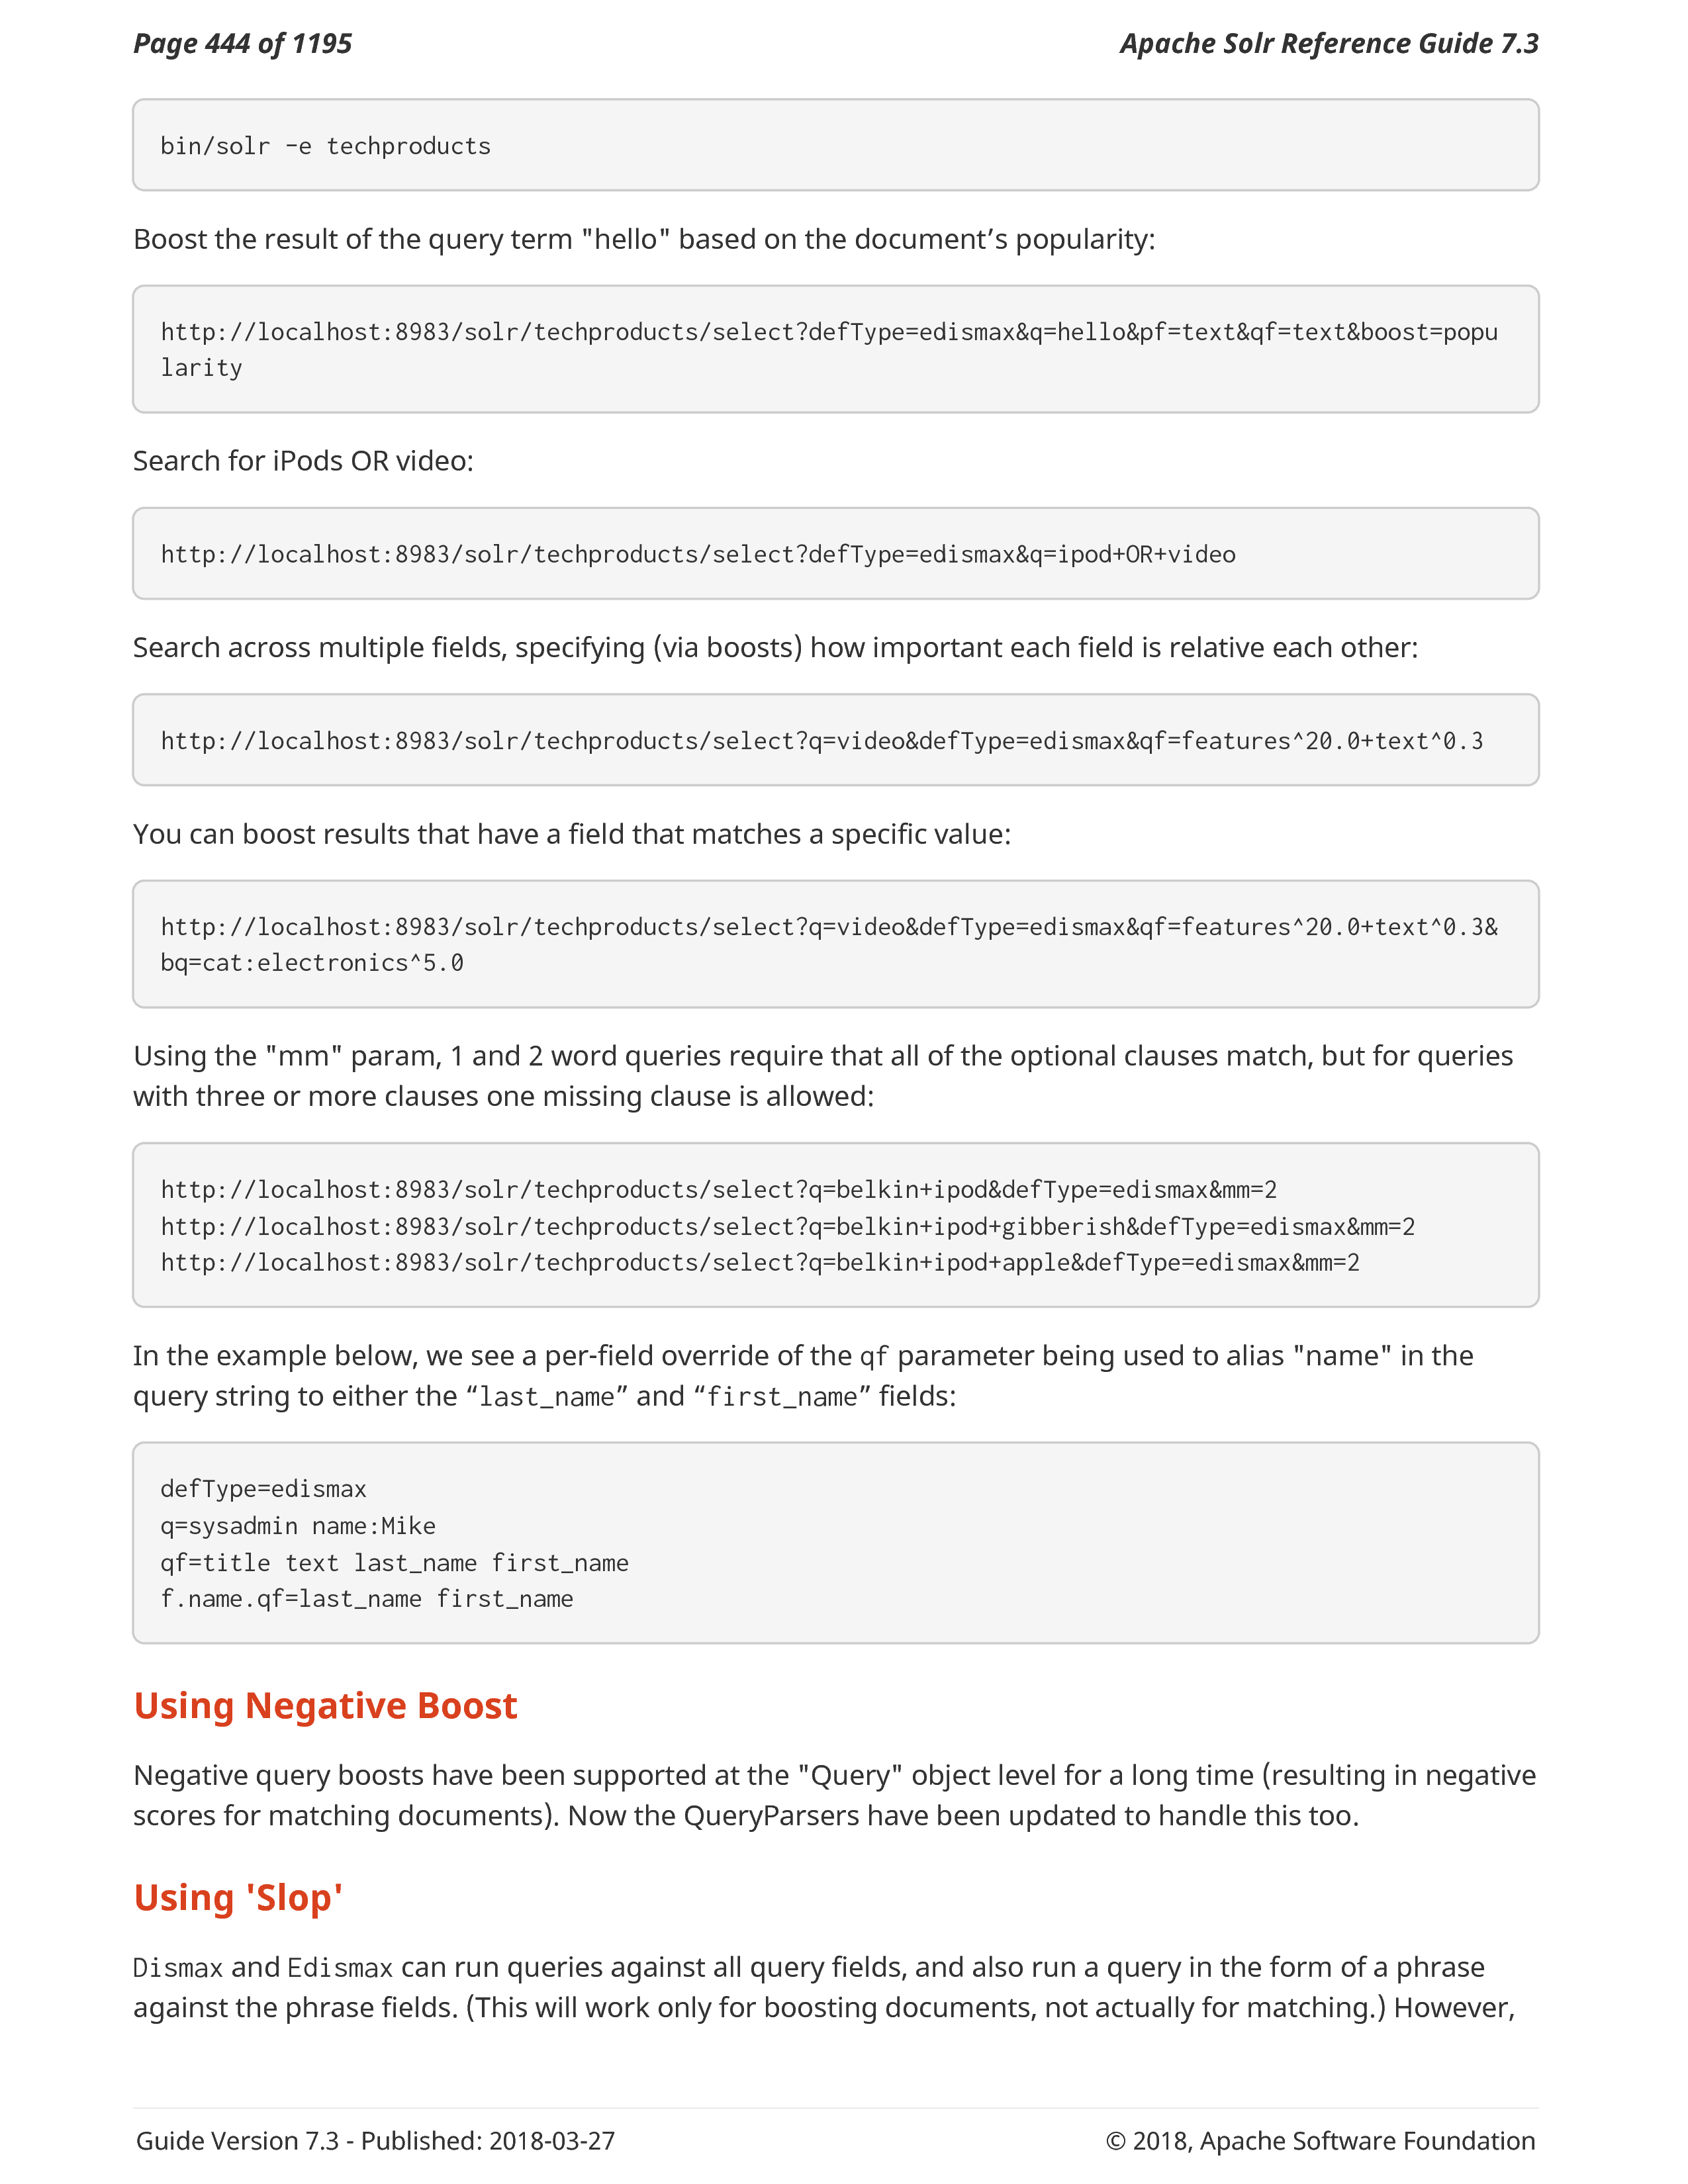 Page 444 of 1195
Apache Solr Reference Guide 7.3
bin/solr -e techproducts
Boost the result of the query term "hello" based on the document’s popularity:
http://localhost:8983/solr/techproducts/select?defType=edismax&q=hello&pf=text&qf=text&boost=popu
larity
Search for iPods OR video:
http://localhost:8983/solr/techproducts/select?defType=edismax&q=ipod+OR+video
Search across multiple fields, specifying (via boosts) how important each field is relative each other:
http://localhost:8983/solr/techproducts/select?q=video&defType=edismax&qf=features^20.0+text^0.3
You can boost results that have a field that matches a specific value:
http://localhost:8983/solr/techproducts/select?q=video&defType=edismax&qf=features^20.0+text^0.3&
bq=cat:electronics^5.0
Using the "mm" param, 1 and 2 word queries require that all of the optional clauses match, but for queries
with three or more clauses one missing clause is allowed:
http://localhost:8983/solr/techproducts/select?q=belkin+ipod&defType=edismax&mm=2
http://localhost:8983/solr/techproducts/select?q=belkin+ipod+gibberish&defType=edismax&mm=2
http://localhost:8983/solr/techproducts/select?q=belkin+ipod+apple&defType=edismax&mm=2
In the example below, we see a per-field override of the qf parameter being used to alias "name" in the
query string to either the “last_name” and “first_name” fields:
defType=edismax
q=sysadmin name:Mike
qf=title text last_name first_name
f.name.qf=last_name first_name
Using Negative Boost
Negative query boosts have been supported at the "Query" object level for a long time (resulting in negative
scores for matching documents). Now the QueryParsers have been updated to handle this too.
Using 'Slop'
Dismax and Edismax can run queries against all query fields, and also run a query in the form of a phrase
against the phrase fields. (This will work only for boosting documents, not actually for matching.) However,
Guide Version 7.3 - Published: 2018-03-27
© 2018, Apache Software Foundation